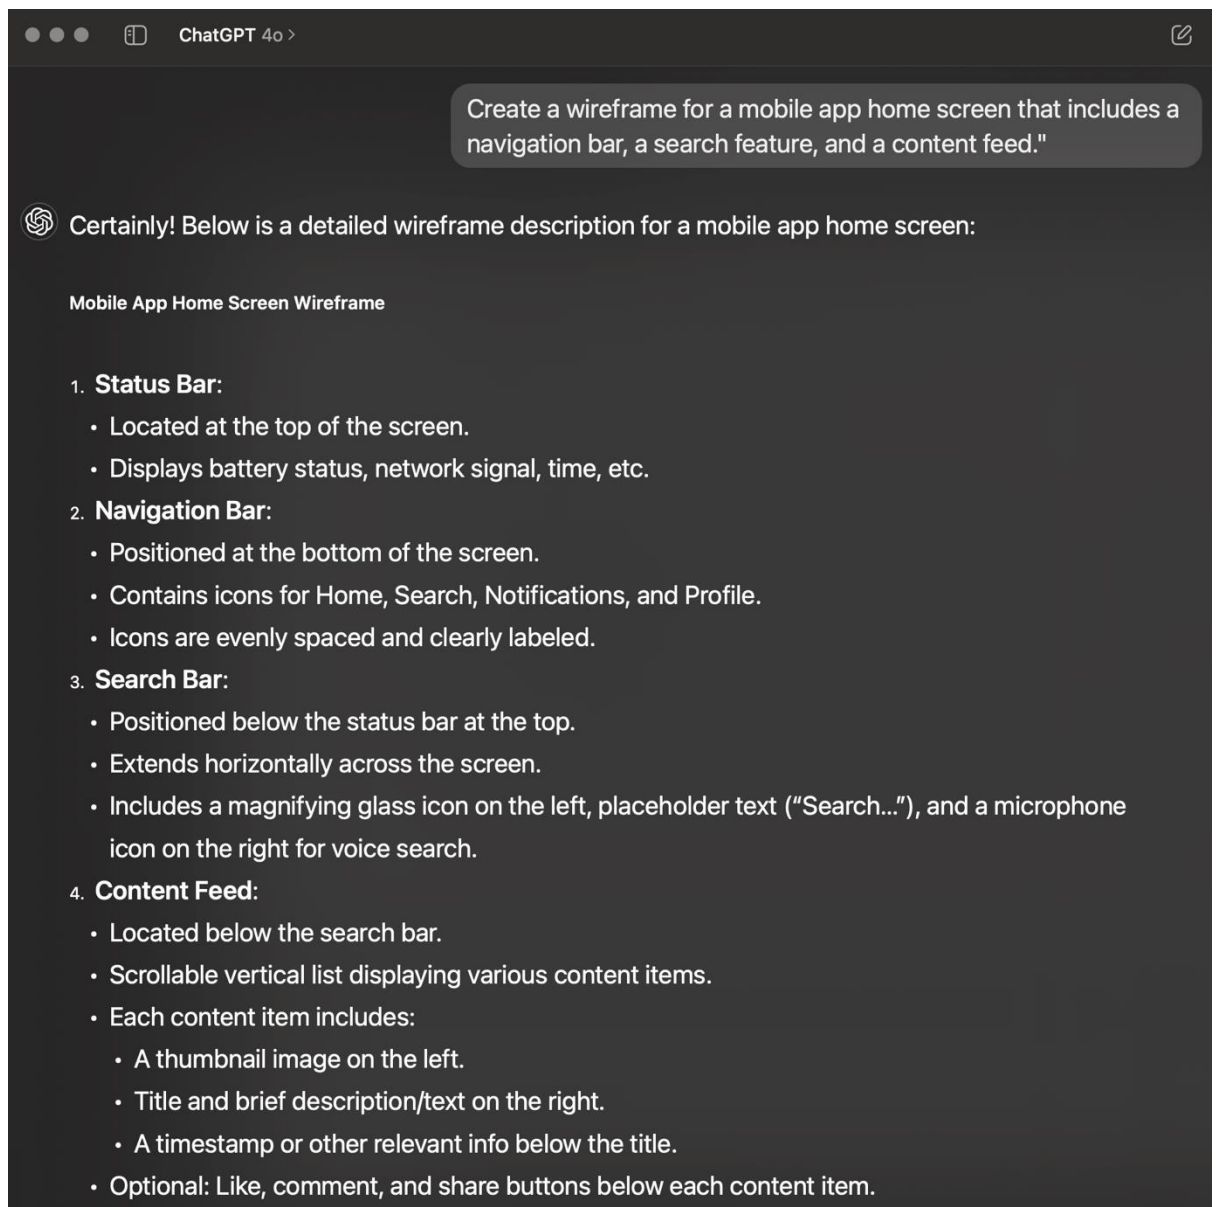 ChatGPT 4o >
Create a wireframe for a mobile app home screen that includes a
navigation bar, a search feature, and a content feed."
Certainly! Below is a detailed wireframe description for a mobile app home screen:
Mobile App Home Screen Wireframe
1. Status Bar:
• Located at the top of the screen.
• Displays battery status, network signal, time, etc.
2. Navigation Bar:
• Positioned at the bottom of the screen.
• Contains icons for Home, Search, Notifications, and Profile.
• Icons are evenly spaced and clearly labeled.
3. Search Bar:
• Positioned below the status bar at the top.
• Extends horizontally across the screen.
• Includes a magnifying glass icon on the left, placeholder text (“Search...”), and a microphone
icon on the right for voice search.
4. Content Feed:
• Located below the search bar.
• Scrollable vertical list displaying various content items.
• Each content item includes:
• A thumbnail image on the left.
• Title and brief description/text on the right.
• A timestamp or other relevant info below the title.
• Optional: Like, comment, and share buttons below each content item.